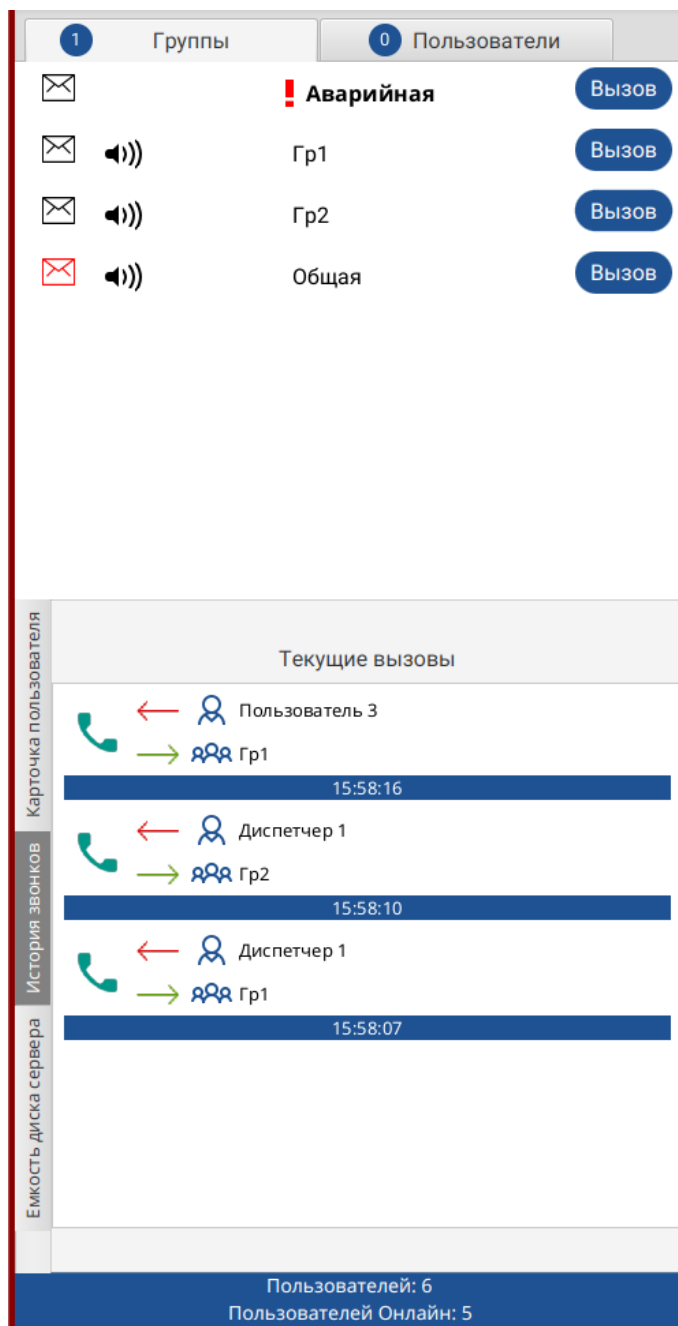 1 Группы
0 Пользователи
Аварийная Вызов
Гр1 Вызов
Гр2 Вызов
Общая Вызов
Карточка пользователя
История звонков
Емкость диска сервера
Текущие вызовы
Пользователь 3
Гр1
15:58:16
Диспетчер 1
Гр2
15:58:10
Диспетчер 1
Гр1
15:58:07
Пользователей: 6
Пользователей Онлайн: 5